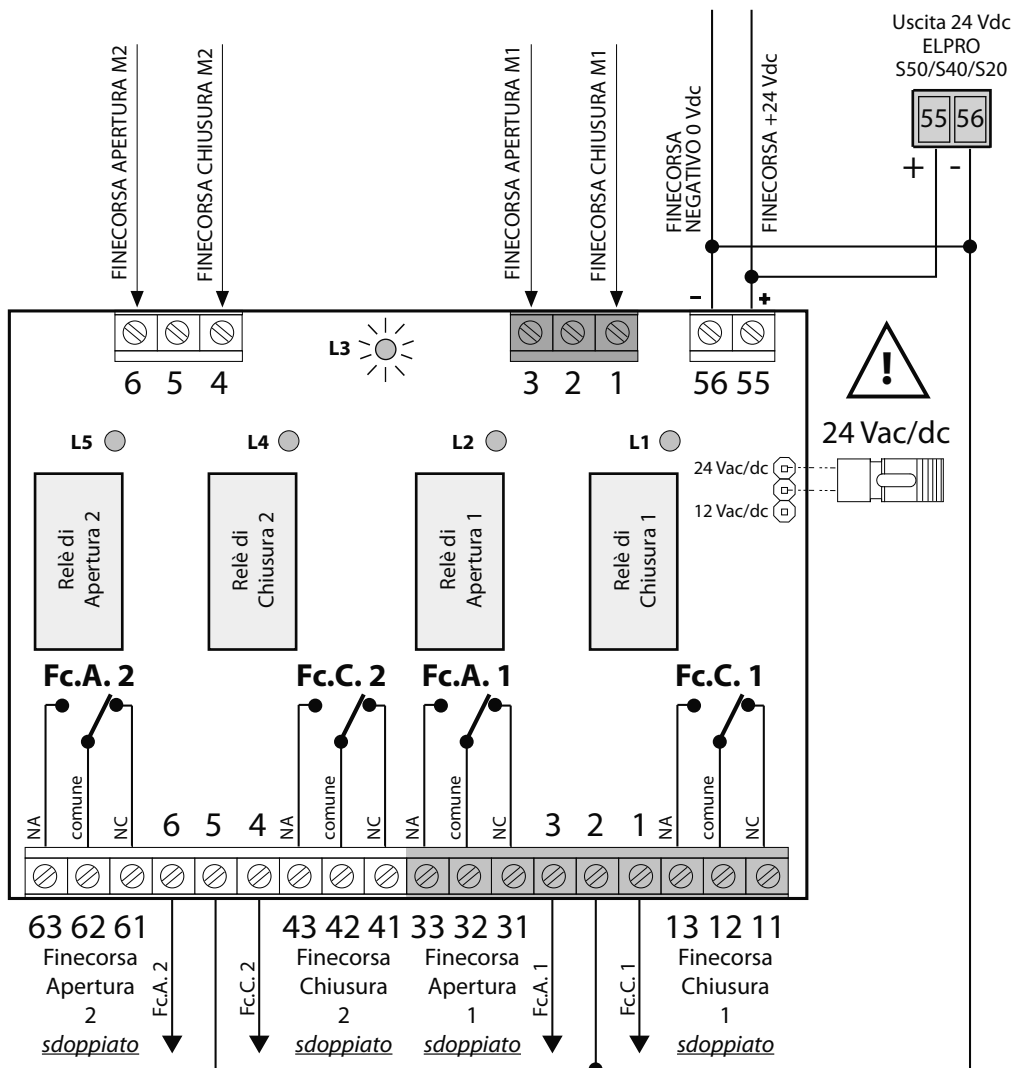 Uscita 24 Vdc
ELPRO
S50/S40/S20
55 56
+ -
FINECORSA APERTURA M2
FINECORSA CHIUSURA M2
FINECORSA APERTURA M1
FINECORSA CHIUSURA M1
FINECORSA
NEGATIVO 0 Vdc
FINECORSA +24 Vdc
- +
L3
6 5 4
3 2 1
56 55
!
24 Vac/dc
L5
L4
L2
L1
24 Vac/dc
12 Vac/dc
Relè di
Apertura 2
Relè di
Chiusura 2
Relè di
Apertura 1
Relè di
Chiusura 1
Fc.A. 2
Fc.C. 2
Fc.A. 1
Fc.C. 1
NA comune NC 6 5 4 NA comune NC NA comune NC 3 2 1 NA comune NC
63 62 61
43 42 41
33 32 31
13 12 11
Finecorsa
Apertura
2
sdoppiato
Fc.A. 2
Fc.C. 2
Finecorsa
Chiusura
2
sdoppiato
Finecorsa
Apertura
1
sdoppiato
Fc.A. 1
Fc.C. 1
Finecorsa
Chiusura
1
sdoppiato